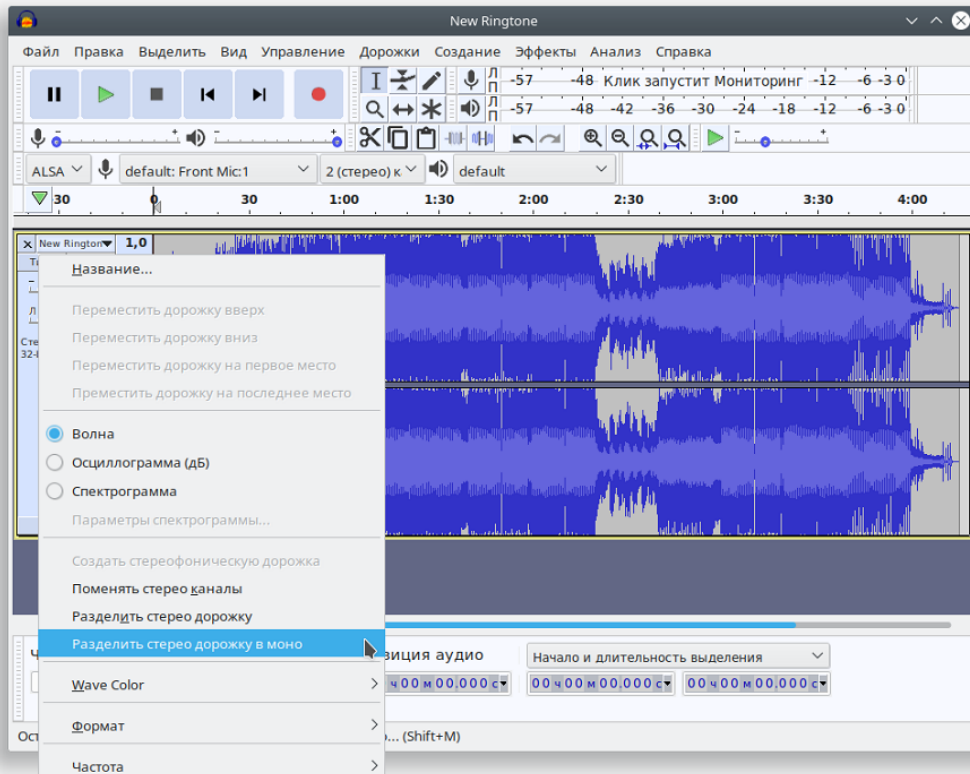 New Ringtone
Файл Правка Выделить Вид Управление Дорожки Создание Эффекты Анализ Справка
Л П -57 -48 Клик запустит Мониторинг -12 -6 -3 0
Л П -57 -48 -42 -36 -30 -24 -18 -12 -6 -3 0
ALSA default: Front Mic:1 2 (стерео) к default
30 0 30 1:00 1:30 2:00 2:30 3:00 3:30 4:00
x New Rington 1,0
Название...
Л
Переместить дорожку вверх
Переместить дорожку вниз
Переместить дорожку на первое место
Преместить дорожку на последнее место
Волна
Осциллограмма (дБ)
Спектрограмма
Параметры спектрограммы...
Создать стереофоническую дорожка
Поменять стерео каналы
Разделить стерео дорожку
Разделить стерео дорожку в моно
зиция аудио Начало и длительность выделения
Wave Color
ч 00 м 00,000 с 00 ч 00 м 00,000 с 00 ч 00 м 00,000 с
Формат
... (Shift+M)
Частота